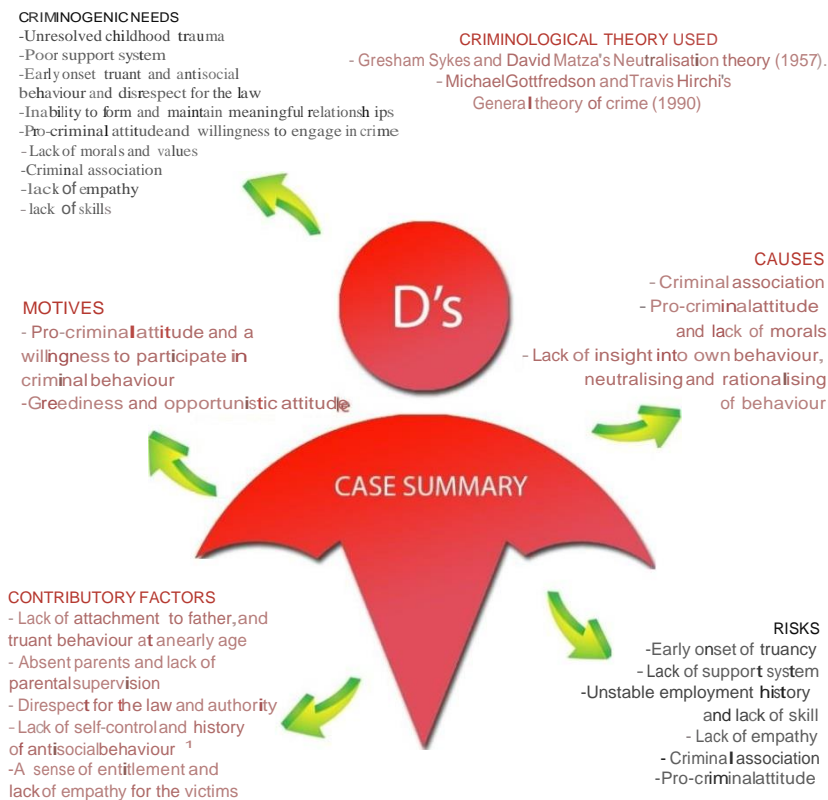 CRIMINOGENIC NEEDS
-Unresolved childhood trauma
-Poor support system
-Early onset truant and antisocial
behaviour and disrespect for the law
-Inability to form and maintain meaningful relationsh ips
-Pro-criminal attitude and willingness to engage in crime
-Lack of morals and values
-Criminal association
-lack of empathy
- lack of skills
CRIMINOLOGICAL THEORY USED
- Gresham Sykes and David Matza's Neutralisation theory (1957).
- Michael Gottfredson and Travis Hirchi's
General theory of crime (1990)
D's
CASE SUMMARY
MOTIVES
- Pro-criminal attitude and a
willingness to participate in
criminal behaviour
-Greediness and opportunistic attitude
CAUSES
- Criminal association
- Pro-criminal attitude
and lack of morals
- Lack of insight into own behaviour,
neutralising and rationalising
of behaviour
CONTRIBUTORY FACTORS
- Lack of attachment to father, and
truant behaviour at an early age
- Absent parents and lack of
parental supervision
- Direspect for the law and authority
- Lack of self-control and history
of antisocial behaviour 1
-A sense of entitlement and
lack of empathy for the victims
RISKS
-Early onset of truancy
- Lack of support system
-Unstable employment history
and lack of skill
- Lack of empathy
- Criminal association
-Pro-criminal attitude